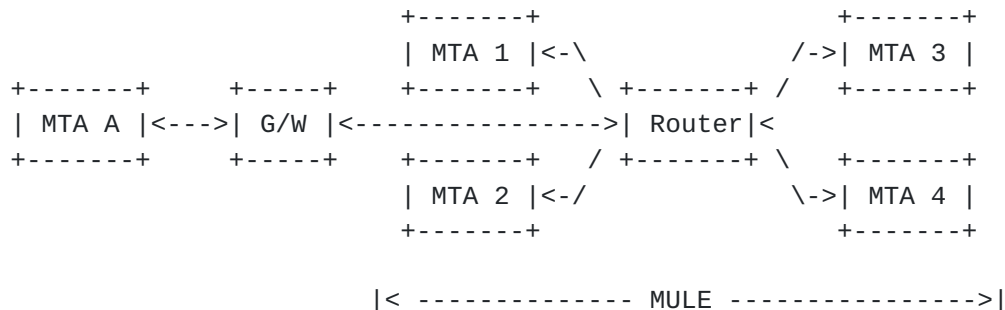 +-------+                    +-------+
                         | MTA 1 |<-\             /->| MTA 3 |
+-------+     +-----+    +-------+   \ +-------+ /   +-------+
| MTA A |<--->| G/W |<---------------->| Router|<
+-------+     +-----+    +-------+   / +-------+ \   +-------+
                         | MTA 2 |<-/             \->| MTA 4 |
                         +-------+                    +-------+
                       |< -------------- MULE ---------------->|